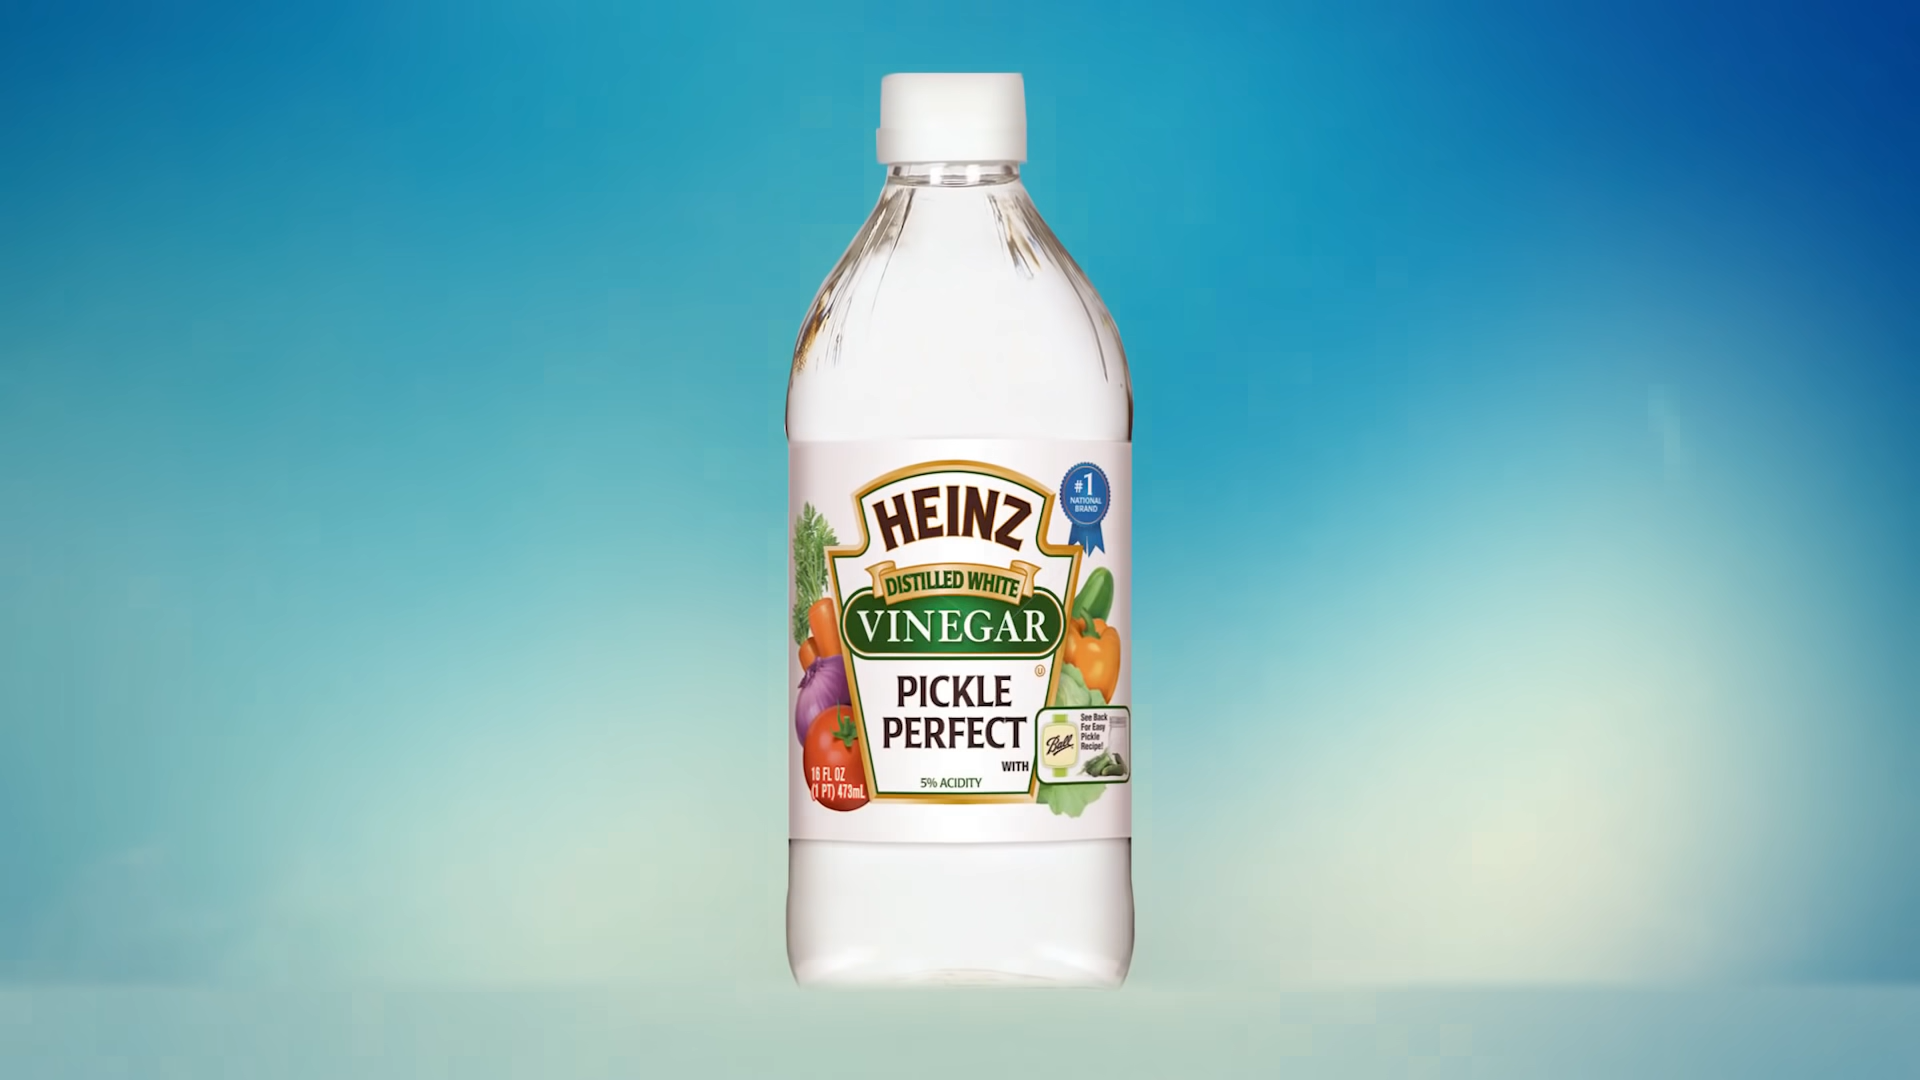 HEINZ
#1
NATIONAL
BRAND
DISTILLED WHITE
VINEGAR
U
PICKLE
PERFECT
WITH
5% ACIDITY
16 FL OZ
(1 PT) 473mL
Ball
See Back
For Easy
Pickle
Recipe!